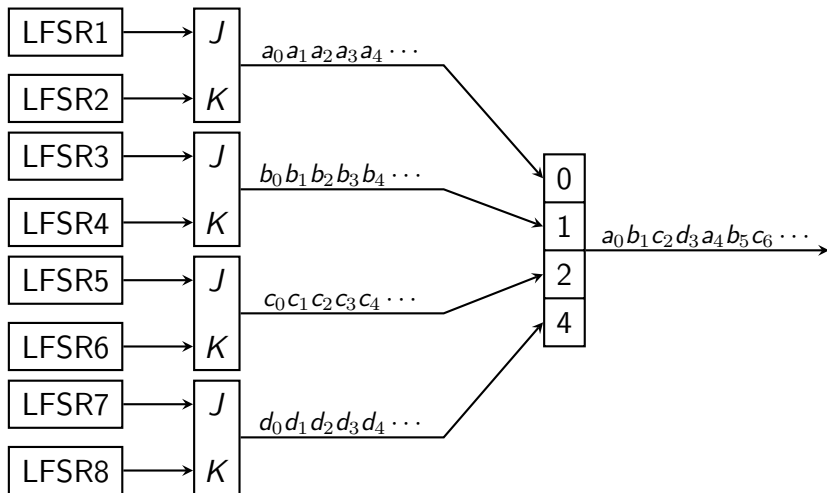 LFSR1
J
a₀a₁a₂a₃a₄ ⋯
LFSR2
K
LFSR3
J
b₀b₁b₂b₃b₄ ⋯
LFSR4
K
LFSR5
J
c₀c₁c₂c₃c₄ ⋯
LFSR6
K
LFSR7
J
d₀d₁d₂d₃d₄ ⋯
LFSR8
K
0
1
2
4
a₀b₁c₂d₃a₄b₅c₆ ⋯